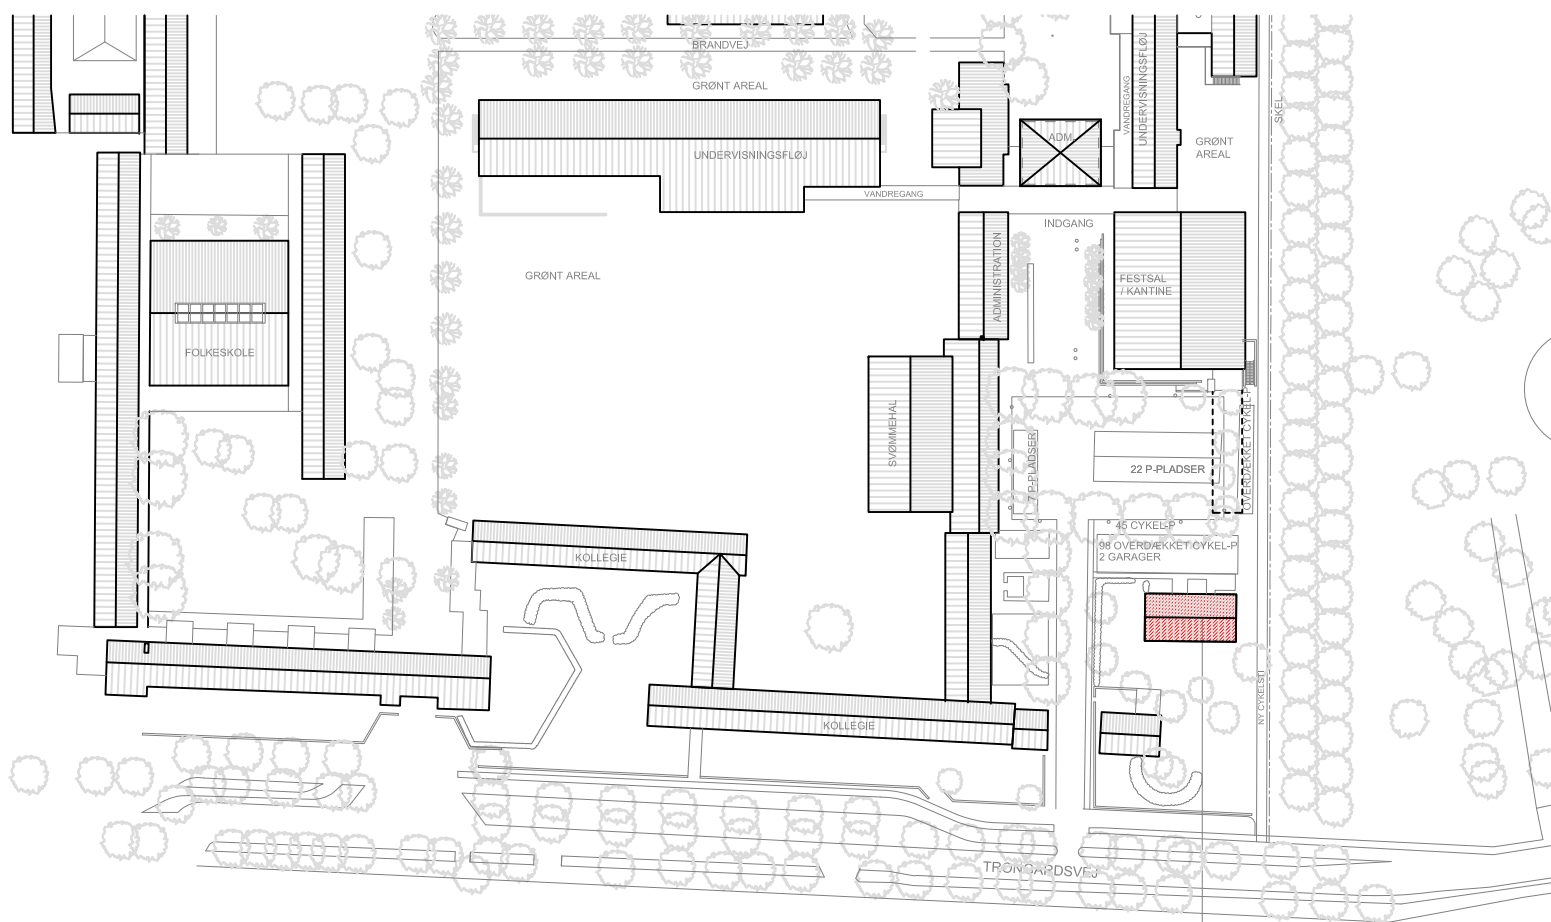 BRANDVEJ
GRØNT AREAL
UNDERVISNINGSFLØJ
VANDREGANG
ADM.
VANDREGANG
UNDERVISNINGSFLØJ
GRØNT
AREAL
SKEL
INDGANG
GRØNT AREAL
ADMINISTRATION
FESTSAL
/ KANTINE
FOLKESKOLE
SVØMMEHAL
7 P-PLADSER
22 P-PLADSER
OVERDÆKKET CYKEL-P
45 CYKEL-P
98 OVERDÆKKET CYKEL-P
2 GARAGER
KOLLEGIE
KOLLEGIE
NY CYKELSTI
TRONGÅRDSVEJ